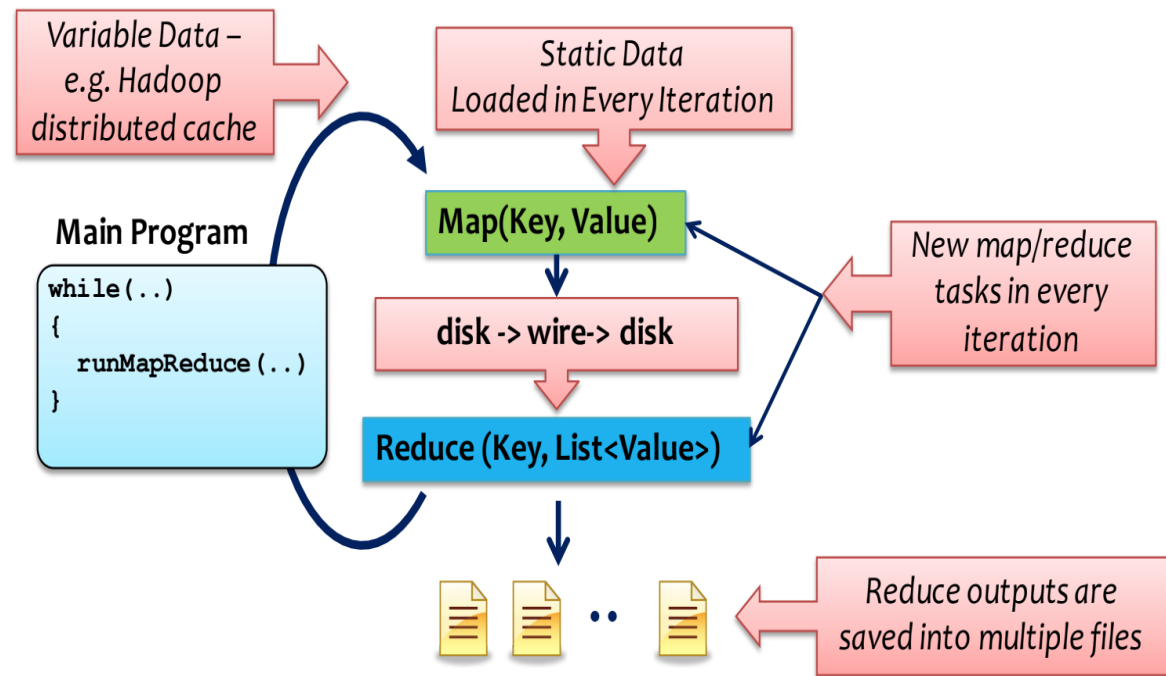 Variable Data –
e.g. Hadoop
distributed cache
Static Data
Loaded in Every Iteration
Map(Key, Value)
Main Program
while(..)
{
runMapReduce(..)
}
New map/reduce
tasks in every
iteration
disk -> wire-> disk
Reduce (Key, List<Value>)
Reduce outputs are
saved into multiple files